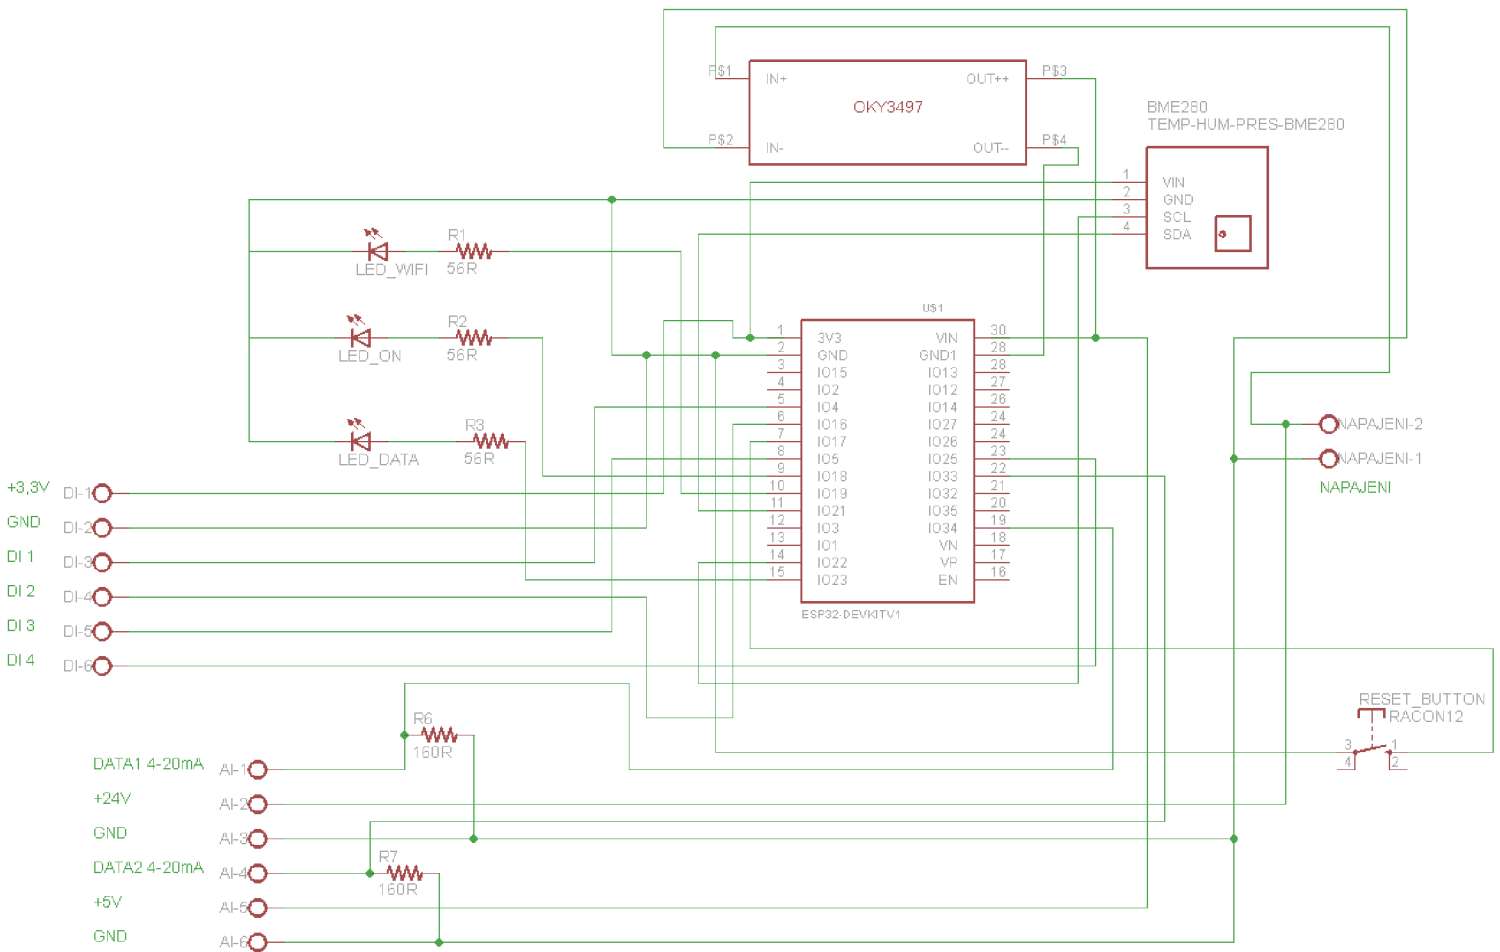 P$1
IN+
OUT++
P$3
OKY3497
P$2
IN-
OUT--
P$4
BME280
TEMP-HUM-PRES-BME280
1
VIN
2
GND
3
SCL
4
SDA
R1
LED_WIFI
56R
R2
LED_ON
56R
R3
LED_DATA
56R
U$1
1 3V3 VIN 30
2 GND GND1 28
3 IO15 IO13 28
4 IO2 IO12 27
5 IO4 IO14 26
6 IO16 IO27 24
7 IO17 IO26 24
8 IO5 IO25 23
9 IO18 IO33 22
10 IO19 IO32 21
11 IO21 IO35 20
12 IO3 IO34 19
13 IO1 VN 18
14 IO22 VP 17
15 IO23 EN 16
ESP32-DEVKITV1
NAPAJENI-2
NAPAJENI-1
NAPAJENI
+3,3V DI-1
GND DI-2
DI 1 DI-3
DI 2 DI-4
DI 3 DI-5
DI 4 DI-6
RESET_BUTTON
RACON12
3 1
4 2
R6
160R
DATA1 4-20mA AI-1
+24V AI-2
GND AI-3
R7
DATA2 4-20mA AI-4
160R
+5V AI-5
GND AI-6